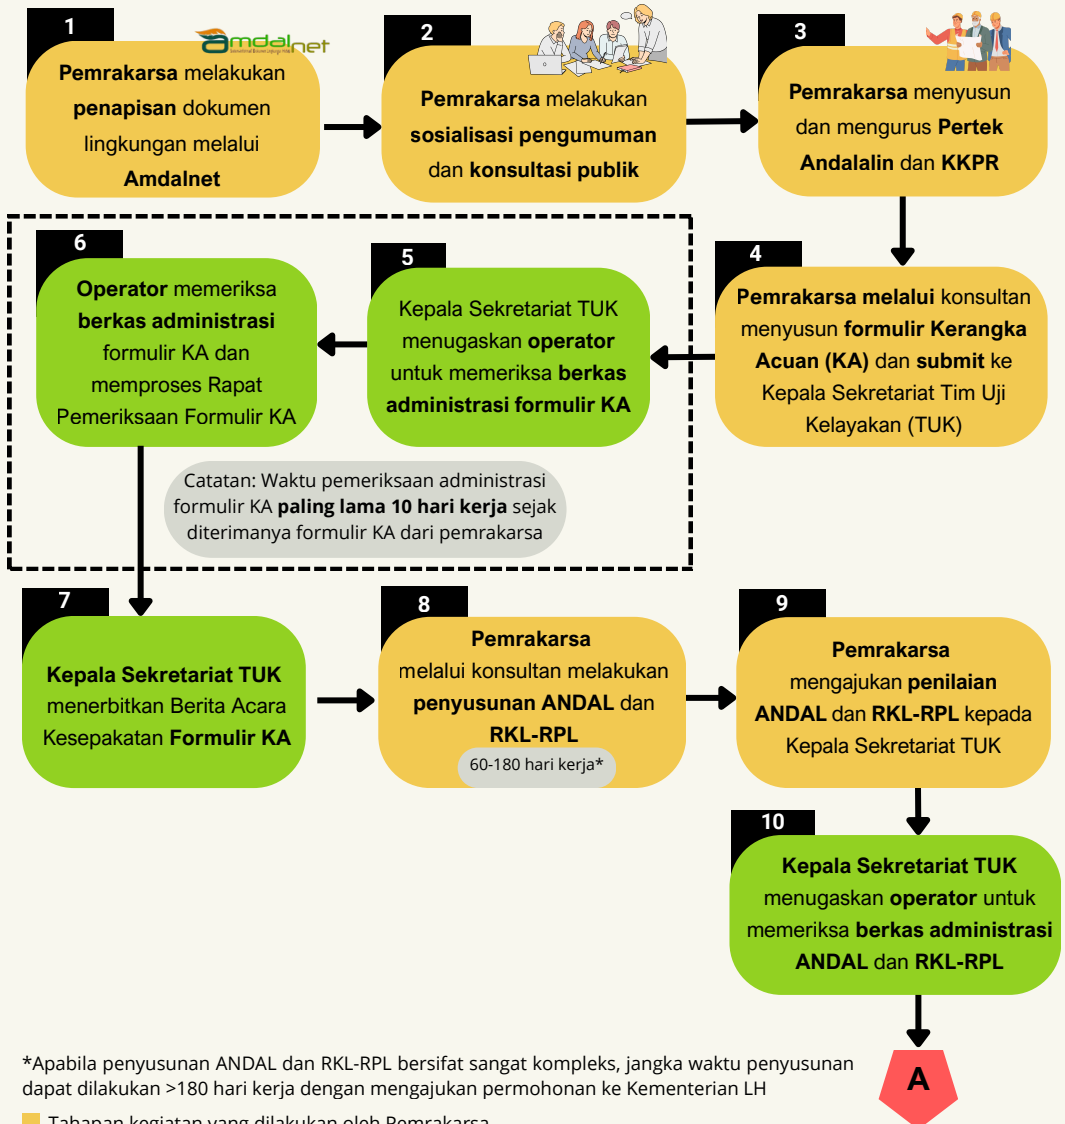 1
Amdalnet
Pemrakarsa melakukan
penapisan dokumen
lingkungan melalui
Amdalnet
2
Pemrakarsa melakukan
sosialisasi pengumuman
dan konsultasi publik
3
Pemrakarsa menyusun
dan mengurus Pertek
Andalalin dan KKPR
4
Pemrakarsa melalui konsultan
menyusun formulir Kerangka
Acuan (KA) dan submit ke
Kepala Sekretariat Tim Uji
Kelayakan (TUK)
5
Kepala Sekretariat TUK
menugaskan operator
untuk memeriksa berkas
administrasi formulir KA
6
Operator memeriksa
berkas administrasi
formulir KA dan
memproses Rapat
Pemeriksaan Formulir KA
Catatan: Waktu pemeriksaan administrasi
formulir KA paling lama 10 hari kerja sejak
diterimanya formulir KA dari pemrakarsa
7
Kepala Sekretariat TUK
menerbitkan Berita Acara
Kesepakatan Formulir KA
8
Pemrakarsa
melalui konsultan melakukan
penyusunan ANDAL dan
RKL-RPL
60-180 hari kerja*
9
Pemrakarsa
mengajukan penilaian
ANDAL dan RKL-RPL kepada
Kepala Sekretariat TUK
10
Kepala Sekretariat TUK
menugaskan operator untuk
memeriksa berkas administrasi
ANDAL dan RKL-RPL
A
*Apabila penyusunan ANDAL dan RKL-RPL bersifat sangat kompleks, jangka waktu penyusunan
dapat dilakukan >180 hari kerja dengan mengajukan permohonan ke Kementerian LH
Tahapan kegiatan yang dilakukan oleh Pemrakarsa